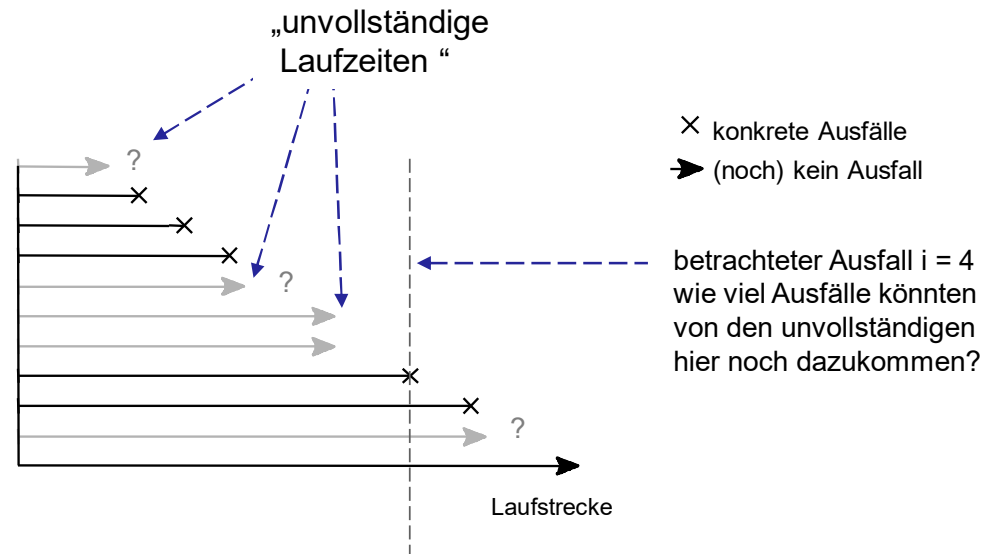 „unvollständige
Laufzeiten “
konkrete Ausfälle
(noch) kein Ausfall
?
?
betrachteter Ausfall i = 4
wie viel Ausfälle könnten
von den unvollständigen
hier noch dazukommen?
?
Laufstrecke